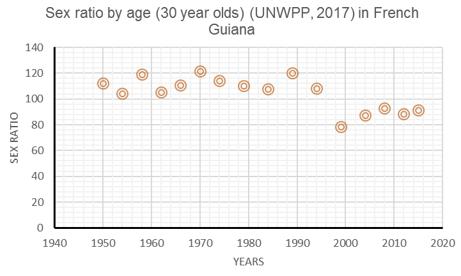 Sex ratio by age (30 year olds) (UNWPP, 2017) in French
Guiana
140
120
100
80
60
40
20
0
SEX RATIO
1940 1950 1960 1970 1980 1990 2000 2010 2020
YEARS